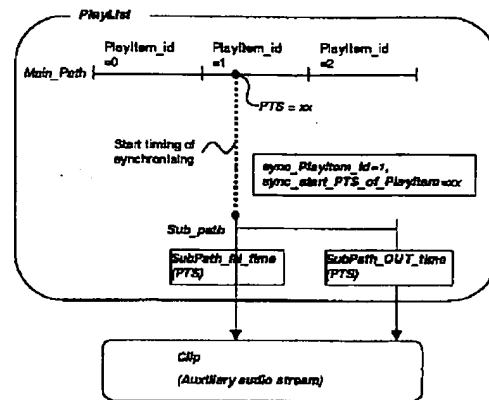 PlayList
PlayItem_id
=0
PlayItem_id
=1
PlayItem_id
=2
Main_Path
PTS = xx
Start timing of
synchronizing
sync_PlayItem_id=1,
sync_start_PTS_of_PlayItem=xx
Sub_path
SubPath_IN_time
(PTS)
SubPath_OUT_time
(PTS)
Clip
(Auxiliary audio stream)